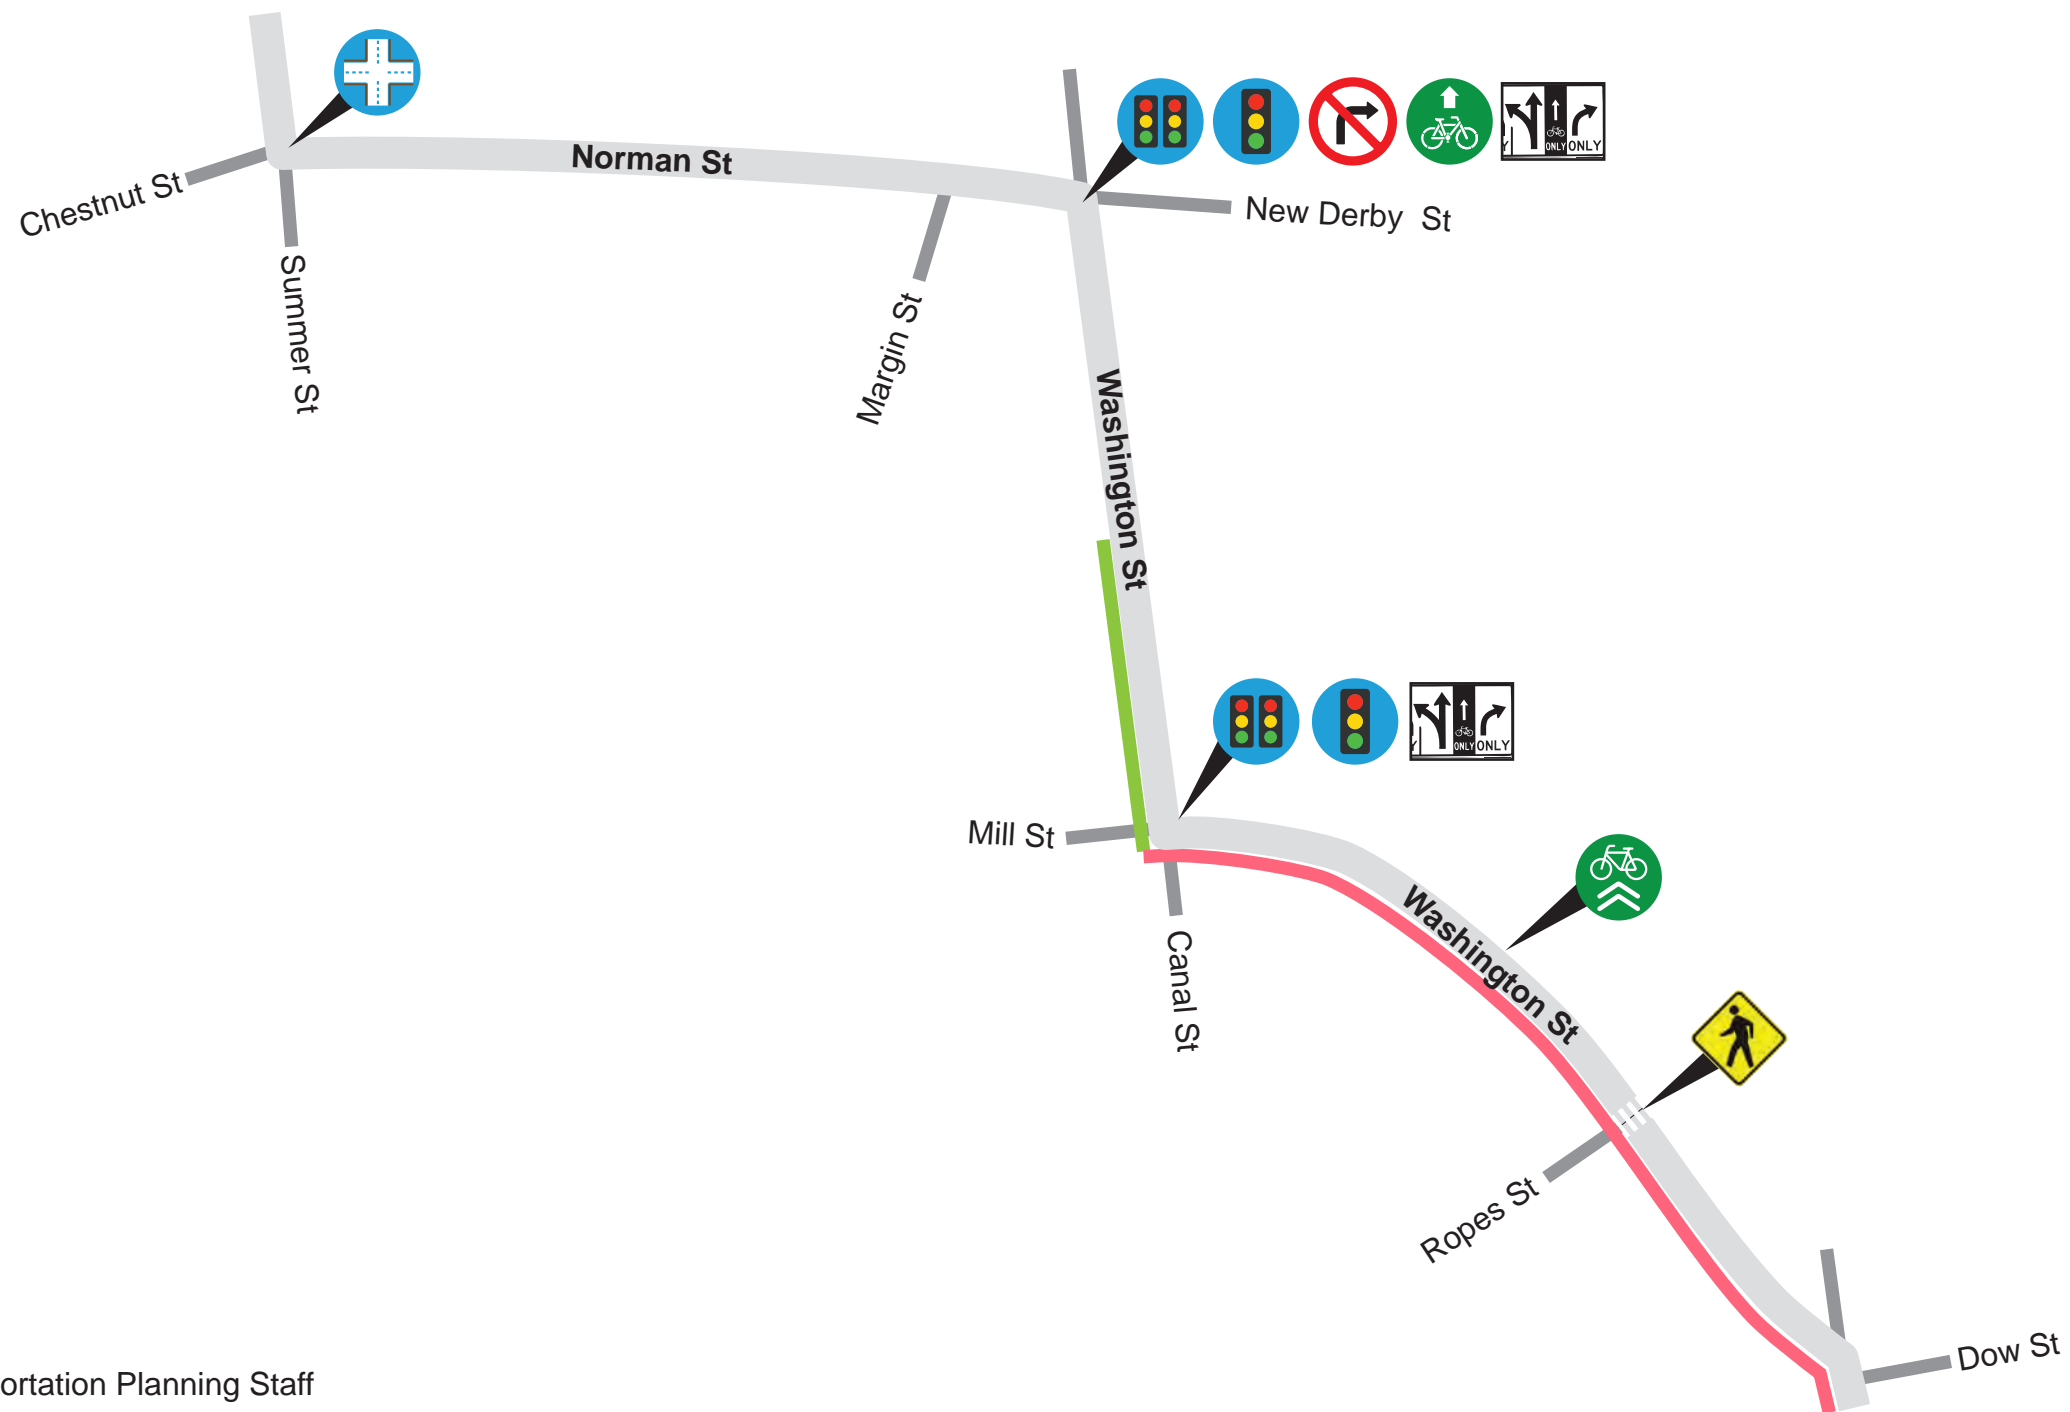 Norman St
Chestnut St
New Derby St
Summer St
Margin St
Washington St
ONLY ONLY
ONLY ONLY
Mill St
Washington St
Canal St
Ropes St
Dow St
ortation Planning Staff